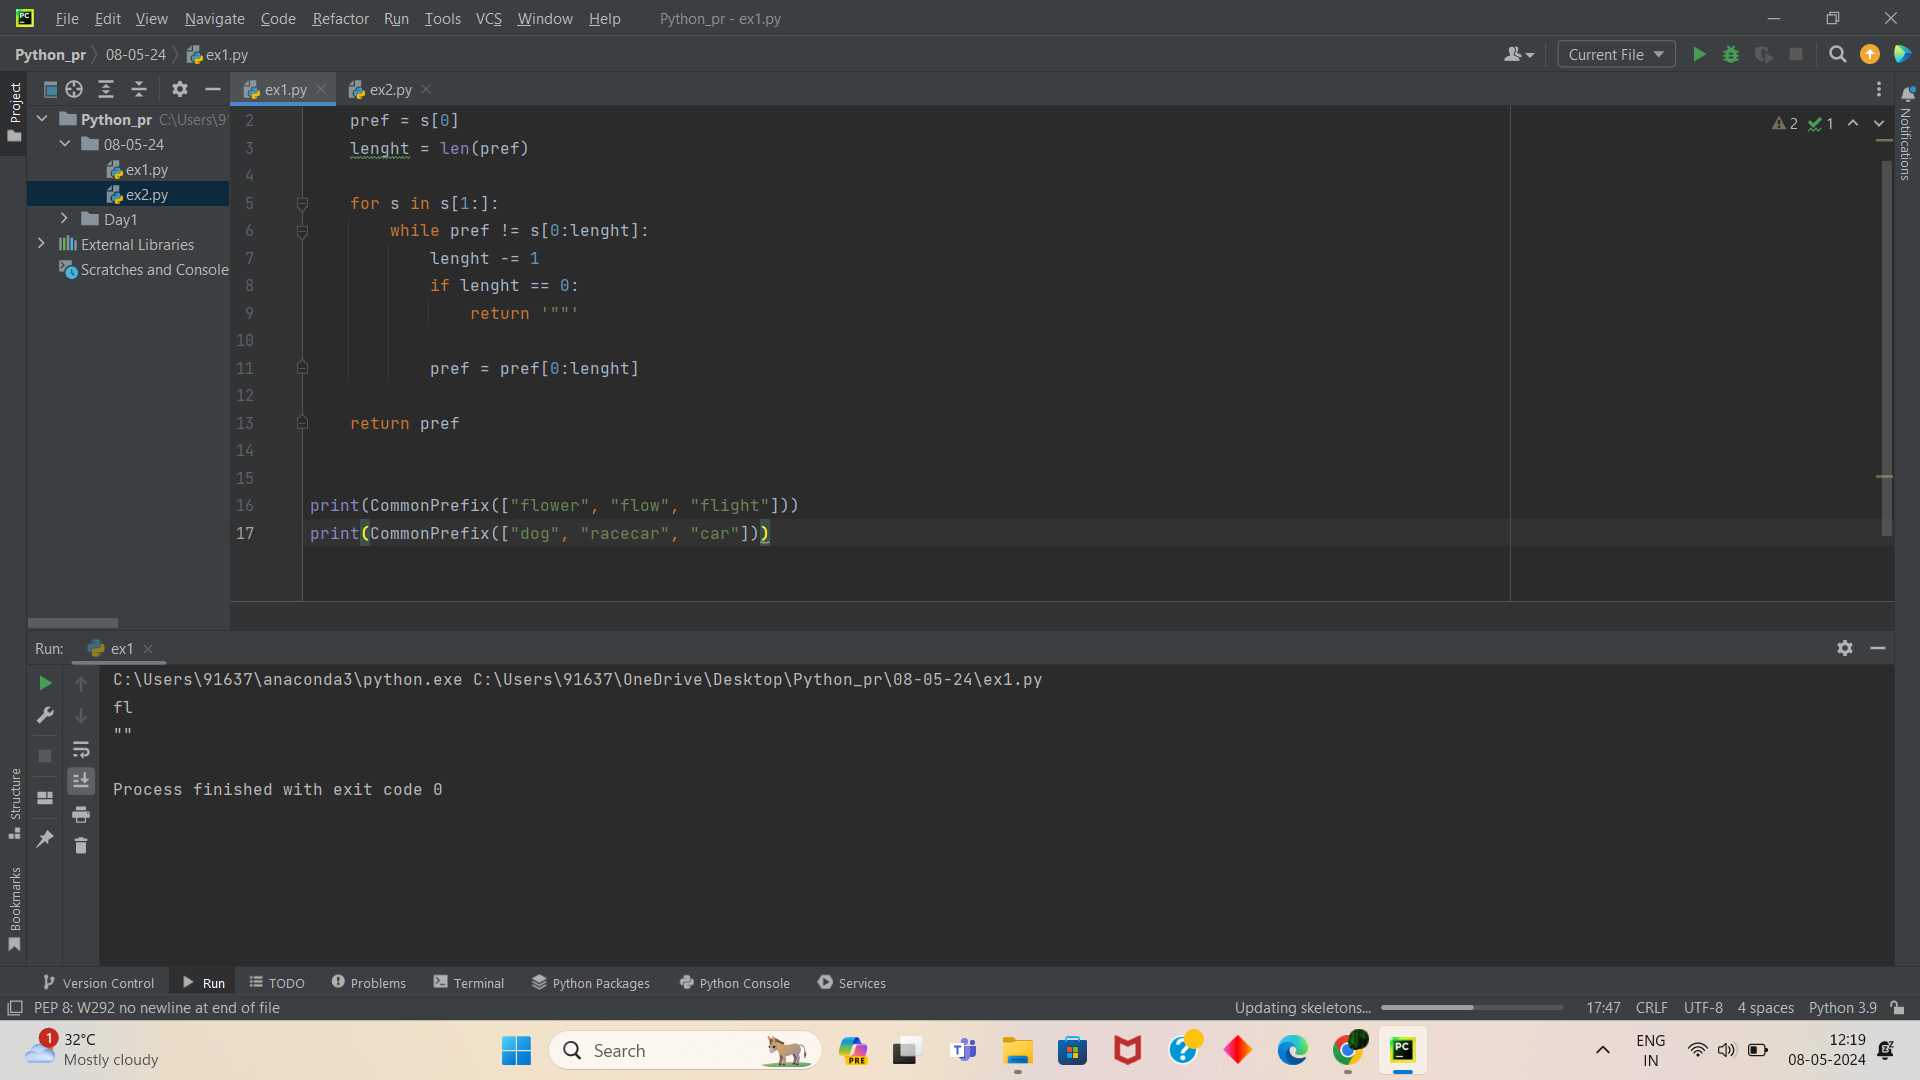 PC File Edit View Navigate Code Refactor Run Tools VCS Window Help Python_pr - ex1.py
Python_pr 08-05-24 ex1.py Current File
Project ex1.py ex2.py
Python_pr C:\Users\9
08-05-24
ex1.py
ex2.py
Day1
External Libraries
Scratches and Console
2 pref = s[0]
3 lenght = len(pref)
4
5 for s in s[1:]:
6 while pref != s[0:lenght]:
7 lenght -= 1
8 if lenght == 0:
9 return '""'
10
11 pref = pref[0:lenght]
12
13 return pref
14
15
16 print(CommonPrefix(["flower", "flow", "flight"]))
17 print(CommonPrefix(["dog", "racecar", "car"]))
2 1
Notifications
Run: ex1
C:\Users\91637\anaconda3\python.exe C:\Users\91637\OneDrive\Desktop\Python_pr\08-05-24\ex1.py
fl
""
Process finished with exit code 0
Structure
Bookmarks
Version Control Run TODO Problems Terminal Python Packages Python Console Services
PEP 8: W292 no newline at end of file Updating skeletons... 17:47 CRLF UTF-8 4 spaces Python 3.9
1 32°C
Mostly cloudy
Search
PRE
PC
ENG
IN
12:19
08-05-2024